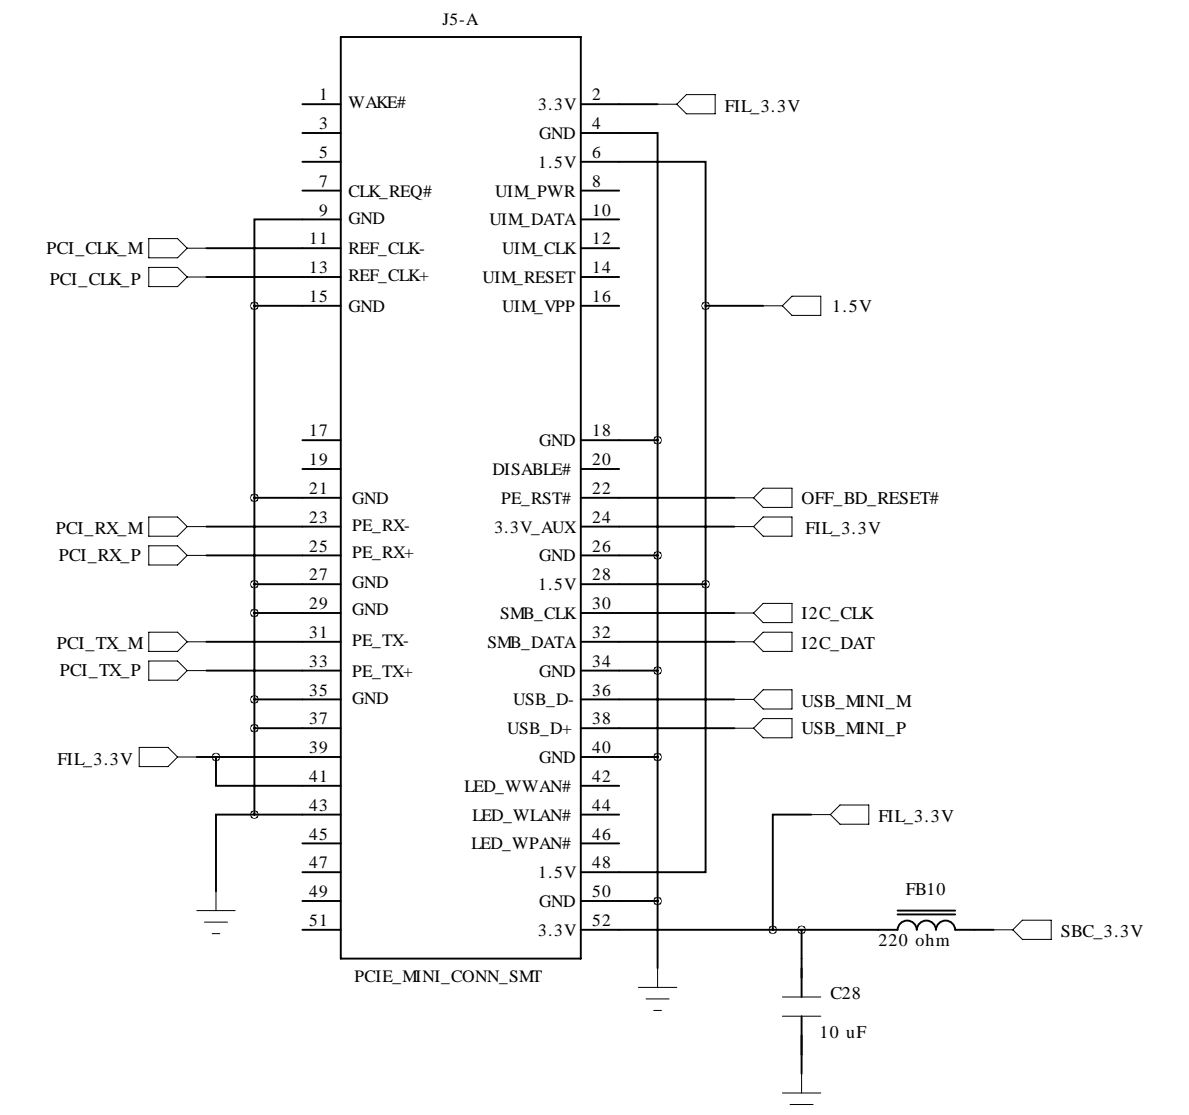 J5-A
1 WAKE# 3.3V 2 FIL_3.3V
3 GND 4
5 1.5V 6
7 CLK_REQ# UIM_PWR 8
9 GND UIM_DATA 10
PCI_CLK_M 11 REF_CLK- UIM_CLK 12
PCI_CLK_P 13 REF_CLK+ UIM_RESET 14
15 GND UIM_VPP 16 1.5V
17 GND 18
19 DISABLE# 20
21 GND PE_RST# 22 OFF_BD_RESET#
PCI_RX_M 23 PE_RX- 3.3V_AUX 24 FIL_3.3V
PCI_RX_P 25 PE_RX+ GND 26
27 GND 1.5V 28
29 GND SMB_CLK 30 I2C_CLK
PCI_TX_M 31 PE_TX- SMB_DATA 32 I2C_DAT
PCI_TX_P 33 PE_TX+ GND 34
35 GND USB_D- 36 USB_MINI_M
37 USB_D+ 38 USB_MINI_P
FIL_3.3V 39 GND 40
41 LED_WWAN# 42
43 LED_WLAN# 44 FIL_3.3V
45 LED_WPAN# 46
47 1.5V 48
49 GND 50 FB10
51 3.3V 52 220 ohm SBC_3.3V
PCIE_MINI_CONN_SMT
C28
10 uF